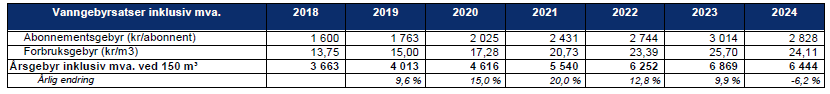 Vanngebyrsatser inklusiv mva. 2018 2019 2020 2021 2022 2023 2024
Abonnementsgebyr (kr/abonnent) 1 600 1 763 2 025 2 431 2 744 3 014 2 828
Forbruksgebyr (kr/m3) 13,75 15,00 17,28 20,73 23,39 25,70 24,11
Årsgebyr inklusiv mva. ved 150 m³ 3 663 4 013 4 616 5 540 6 252 6 869 6 444
Årlig endring 9,6 % 15,0 % 20,0 % 12,8 % 9,9 % -6,2 %